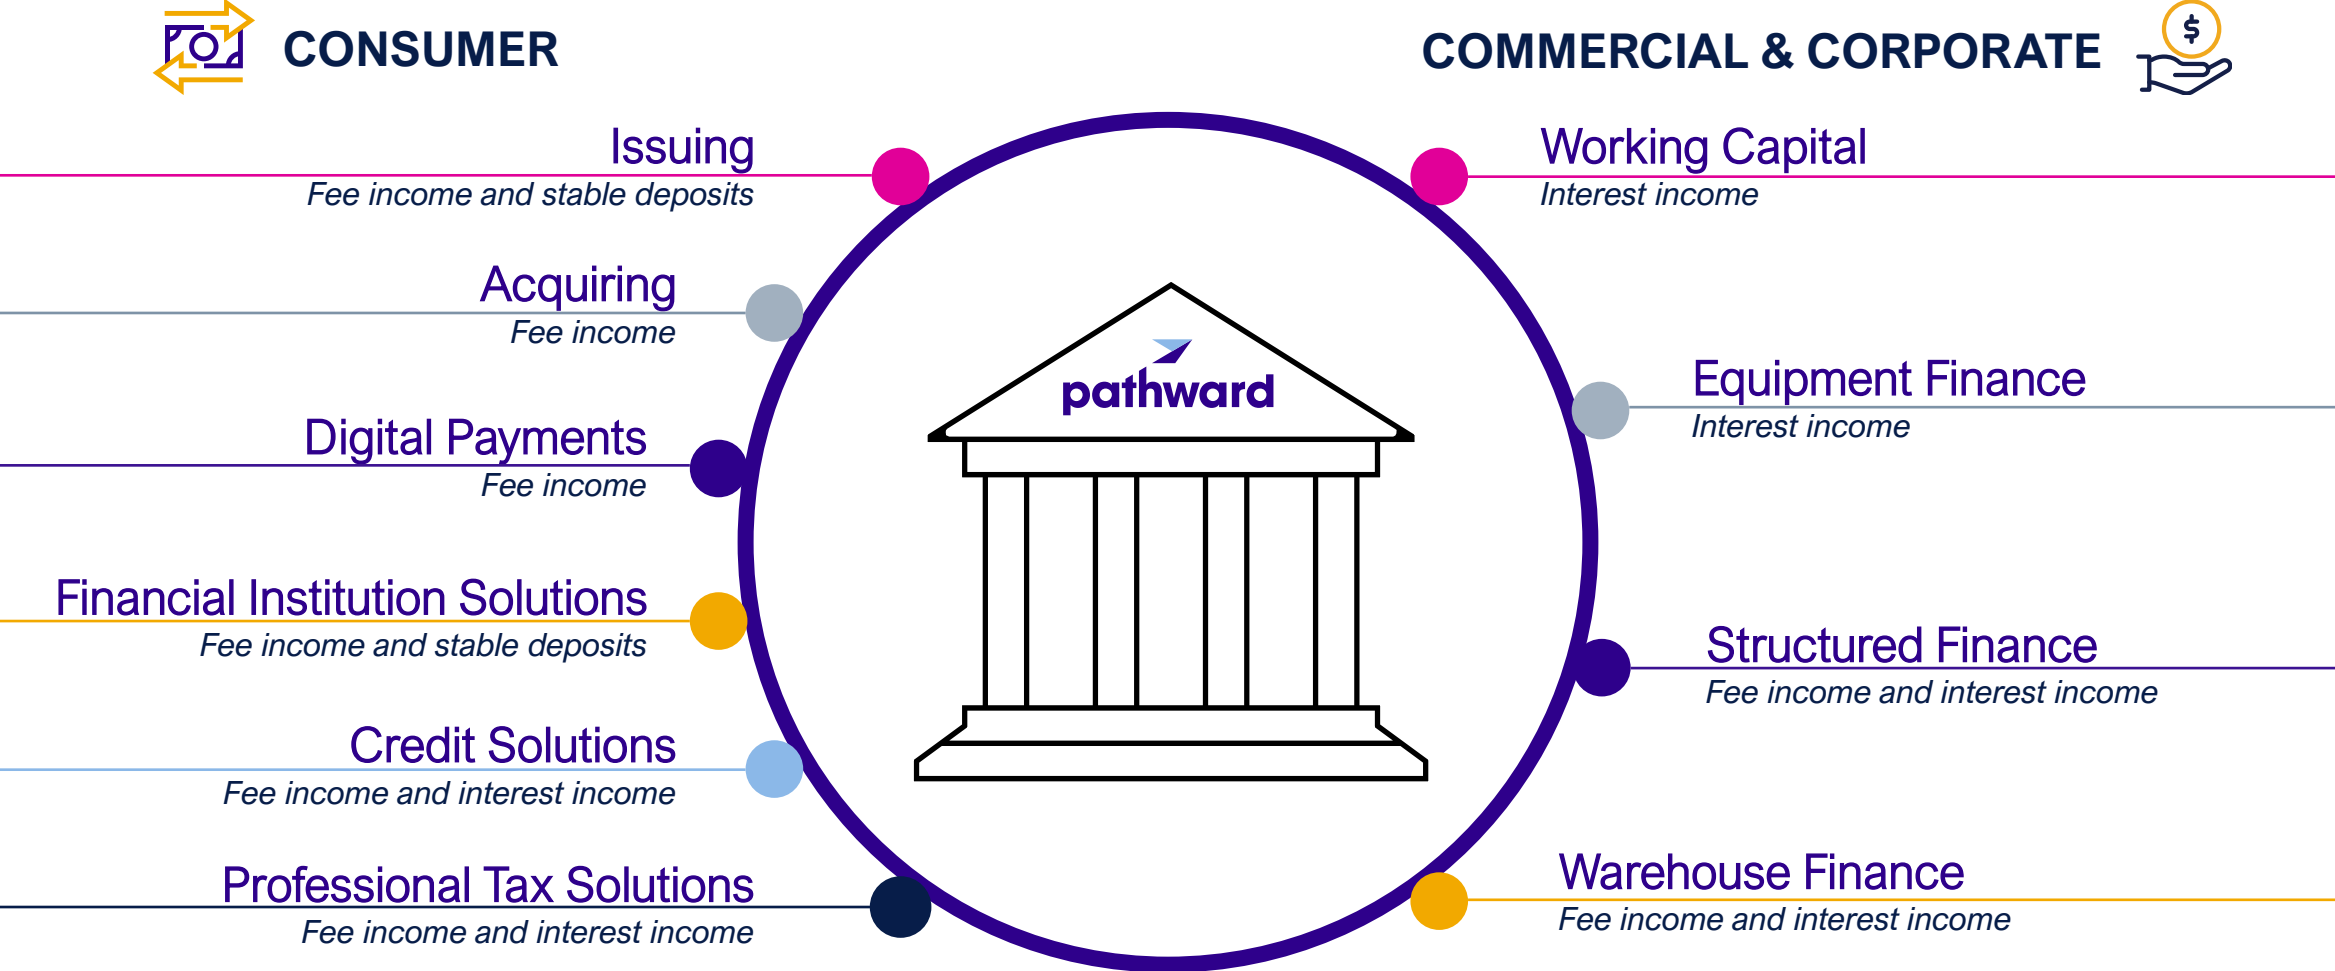 CONSUMER
Issuing
Fee income and stable deposits
Acquiring
Fee income
Digital Payments
Fee income
Financial Institution Solutions
Fee income and stable deposits
Credit Solutions
Fee income and interest income
Professional Tax Solutions
Fee income and interest income
pathward
COMMERCIAL & CORPORATE
$
Working Capital
Interest income
Equipment Finance
Interest income
Structured Finance
Fee income and interest income
Warehouse Finance
Fee income and interest income